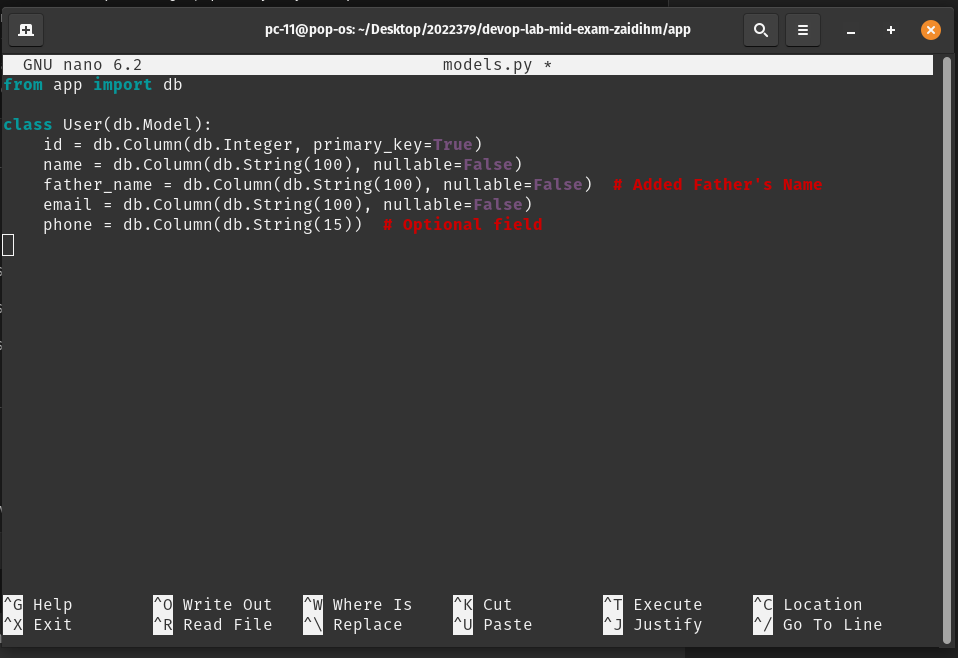 pc-11@pop-os: ~/Desktop/2022379/devop-lab-mid-exam-zaidihm/app
GNU nano 6.2 models.py *
from app import db
class User(db.Model):
    id = db.Column(db.Integer, primary_key=True)
    name = db.Column(db.String(100), nullable=False)
    father_name = db.Column(db.String(100), nullable=False)  # Added Father's Name
    email = db.Column(db.String(100), nullable=False)
    phone = db.Column(db.String(15))  # Optional field
^G Help ^O Write Out ^W Where Is ^K Cut ^T Execute ^C Location
^X Exit ^R Read File ^\ Replace ^U Paste ^J Justify ^/ Go To Line